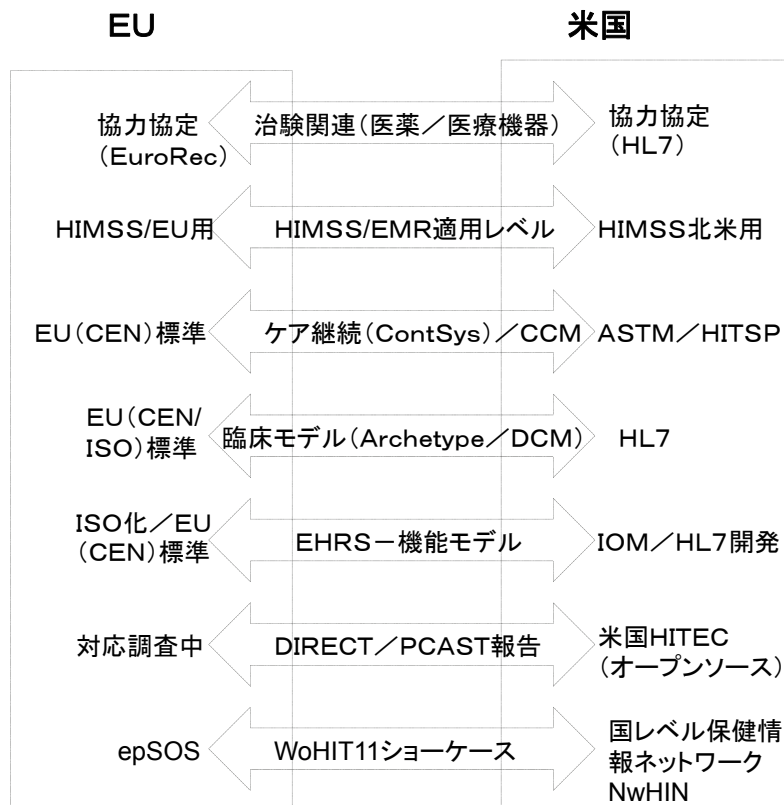 EU
米国
協力協定
(EuroRec)
治験関連(医薬／医療機器)
協力協定
(HL7)
HIMSS/EU用
HIMSS/EMR適用レベル
HIMSS北米用
EU(CEN)標準
ケア継続(ContSys)／CCM
ASTM／HITSP
EU(CEN/
ISO)標準
臨床モデル(Archetype／DCM)
HL7
ISO化／EU
(CEN)標準
EHRS－機能モデル
IOM／HL7開発
対応調査中
DIRECT／PCAST報告
米国HITEC
(オープンソース)
epSOS
WoHIT11ショーケース
国レベル保健情
報ネットワーク
NwHIN